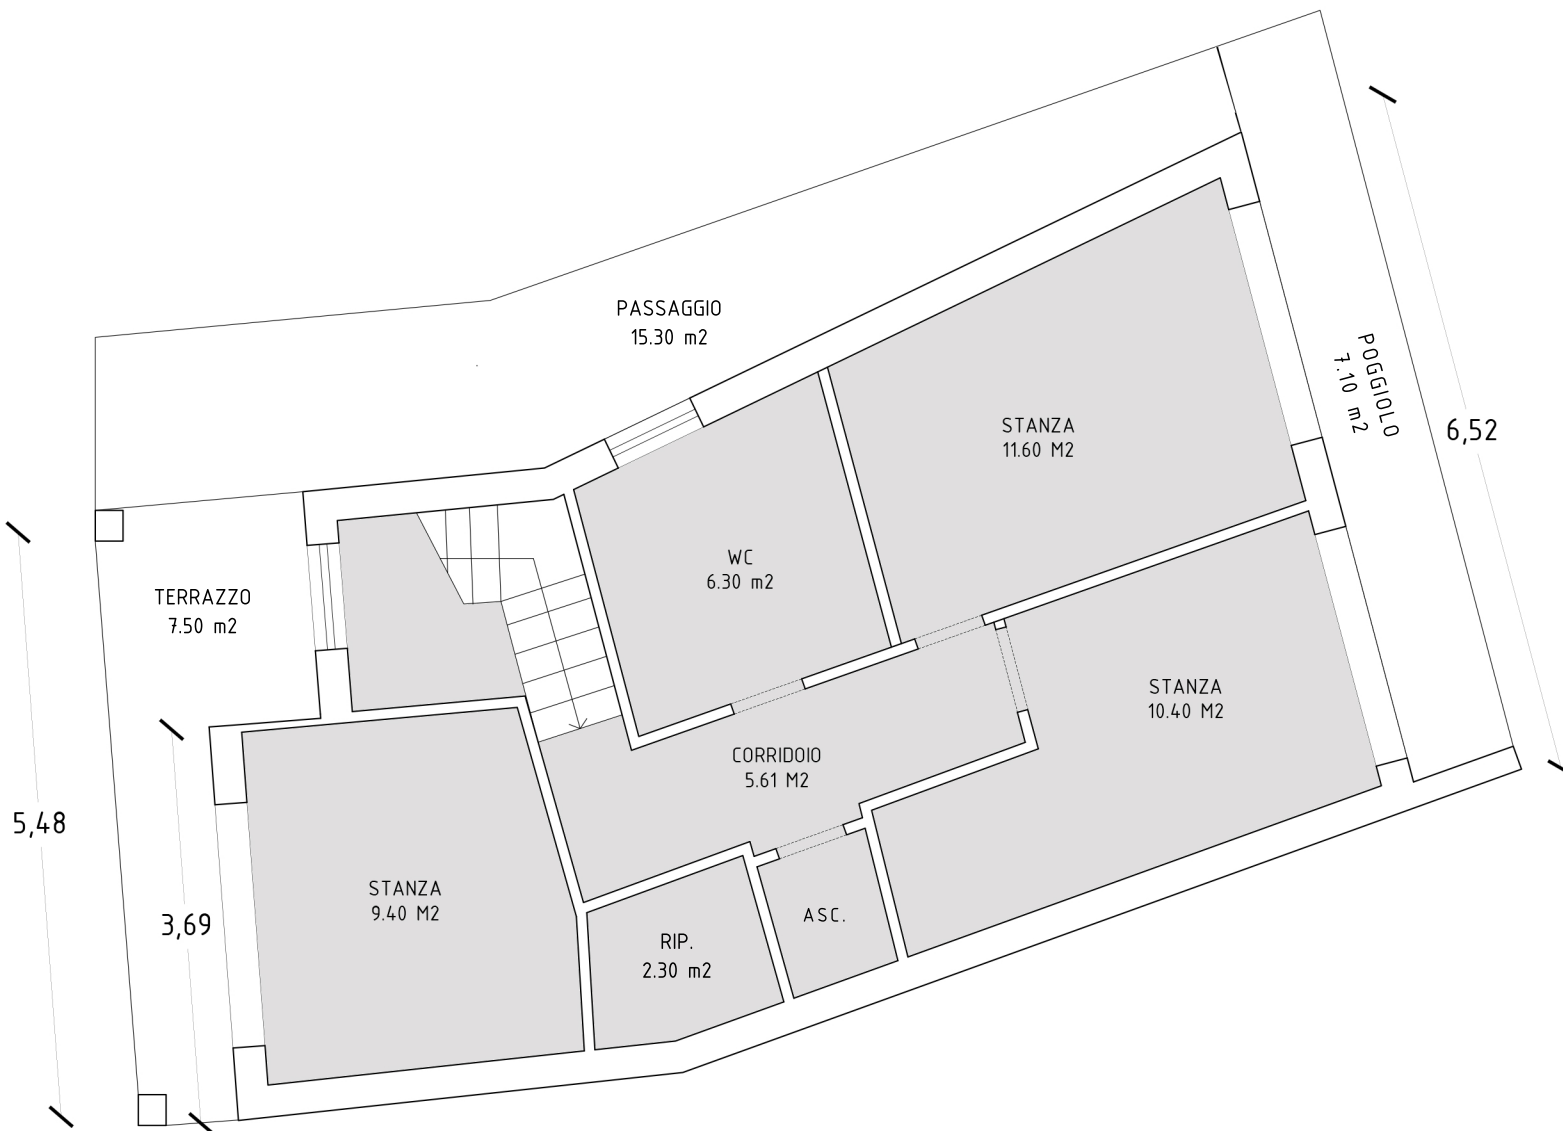 PASSAGGIO
15.30 m2
POGGIOLO
7.10 m2
6,52
STANZA
11.60 M2
WC
6.30 m2
TERRAZZO
7.50 m2
STANZA
10.40 M2
CORRIDOIO
5.61 M2
5,48
3,69
STANZA
9.40 M2
RIP.
2.30 m2
ASC.